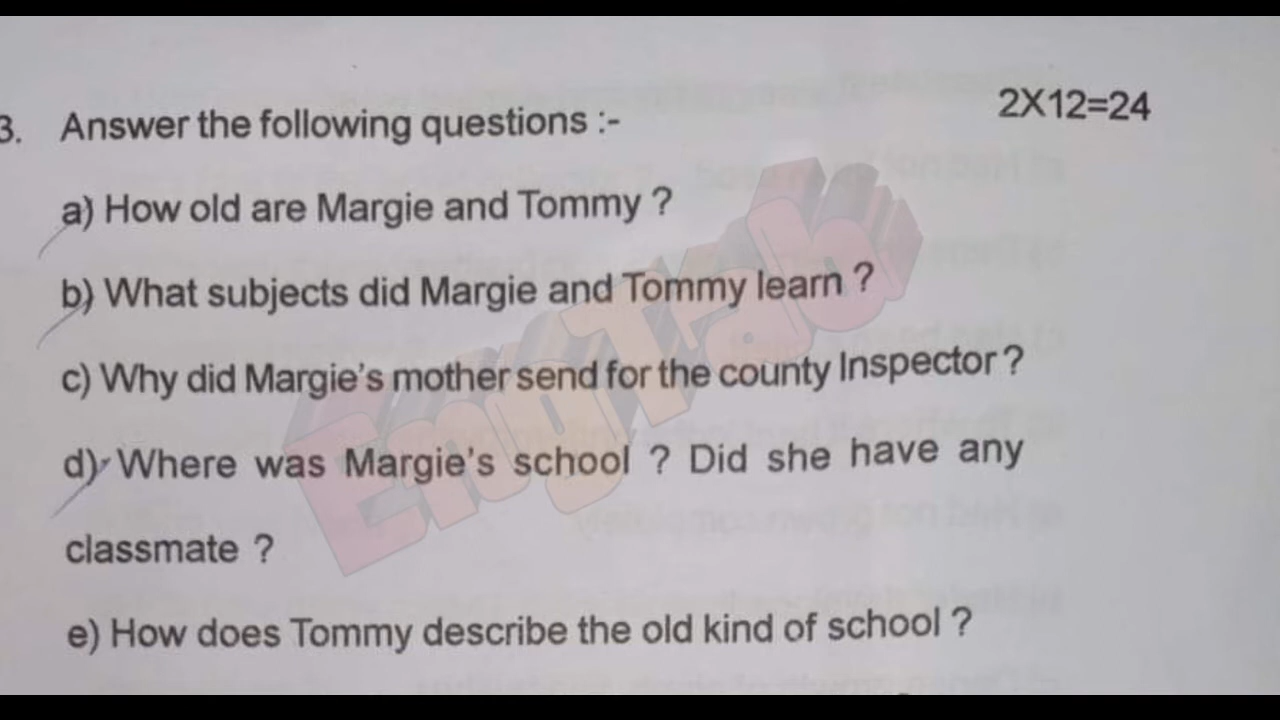 3. Answer the following questions :- 2X12=24
a) How old are Margie and Tommy ?
b) What subjects did Margie and Tommy learn ?
c) Why did Margie's mother send for the county Inspector ?
d) Where was Margie's school ? Did she have any
classmate ?
e) How does Tommy describe the old kind of school ?
EngTab